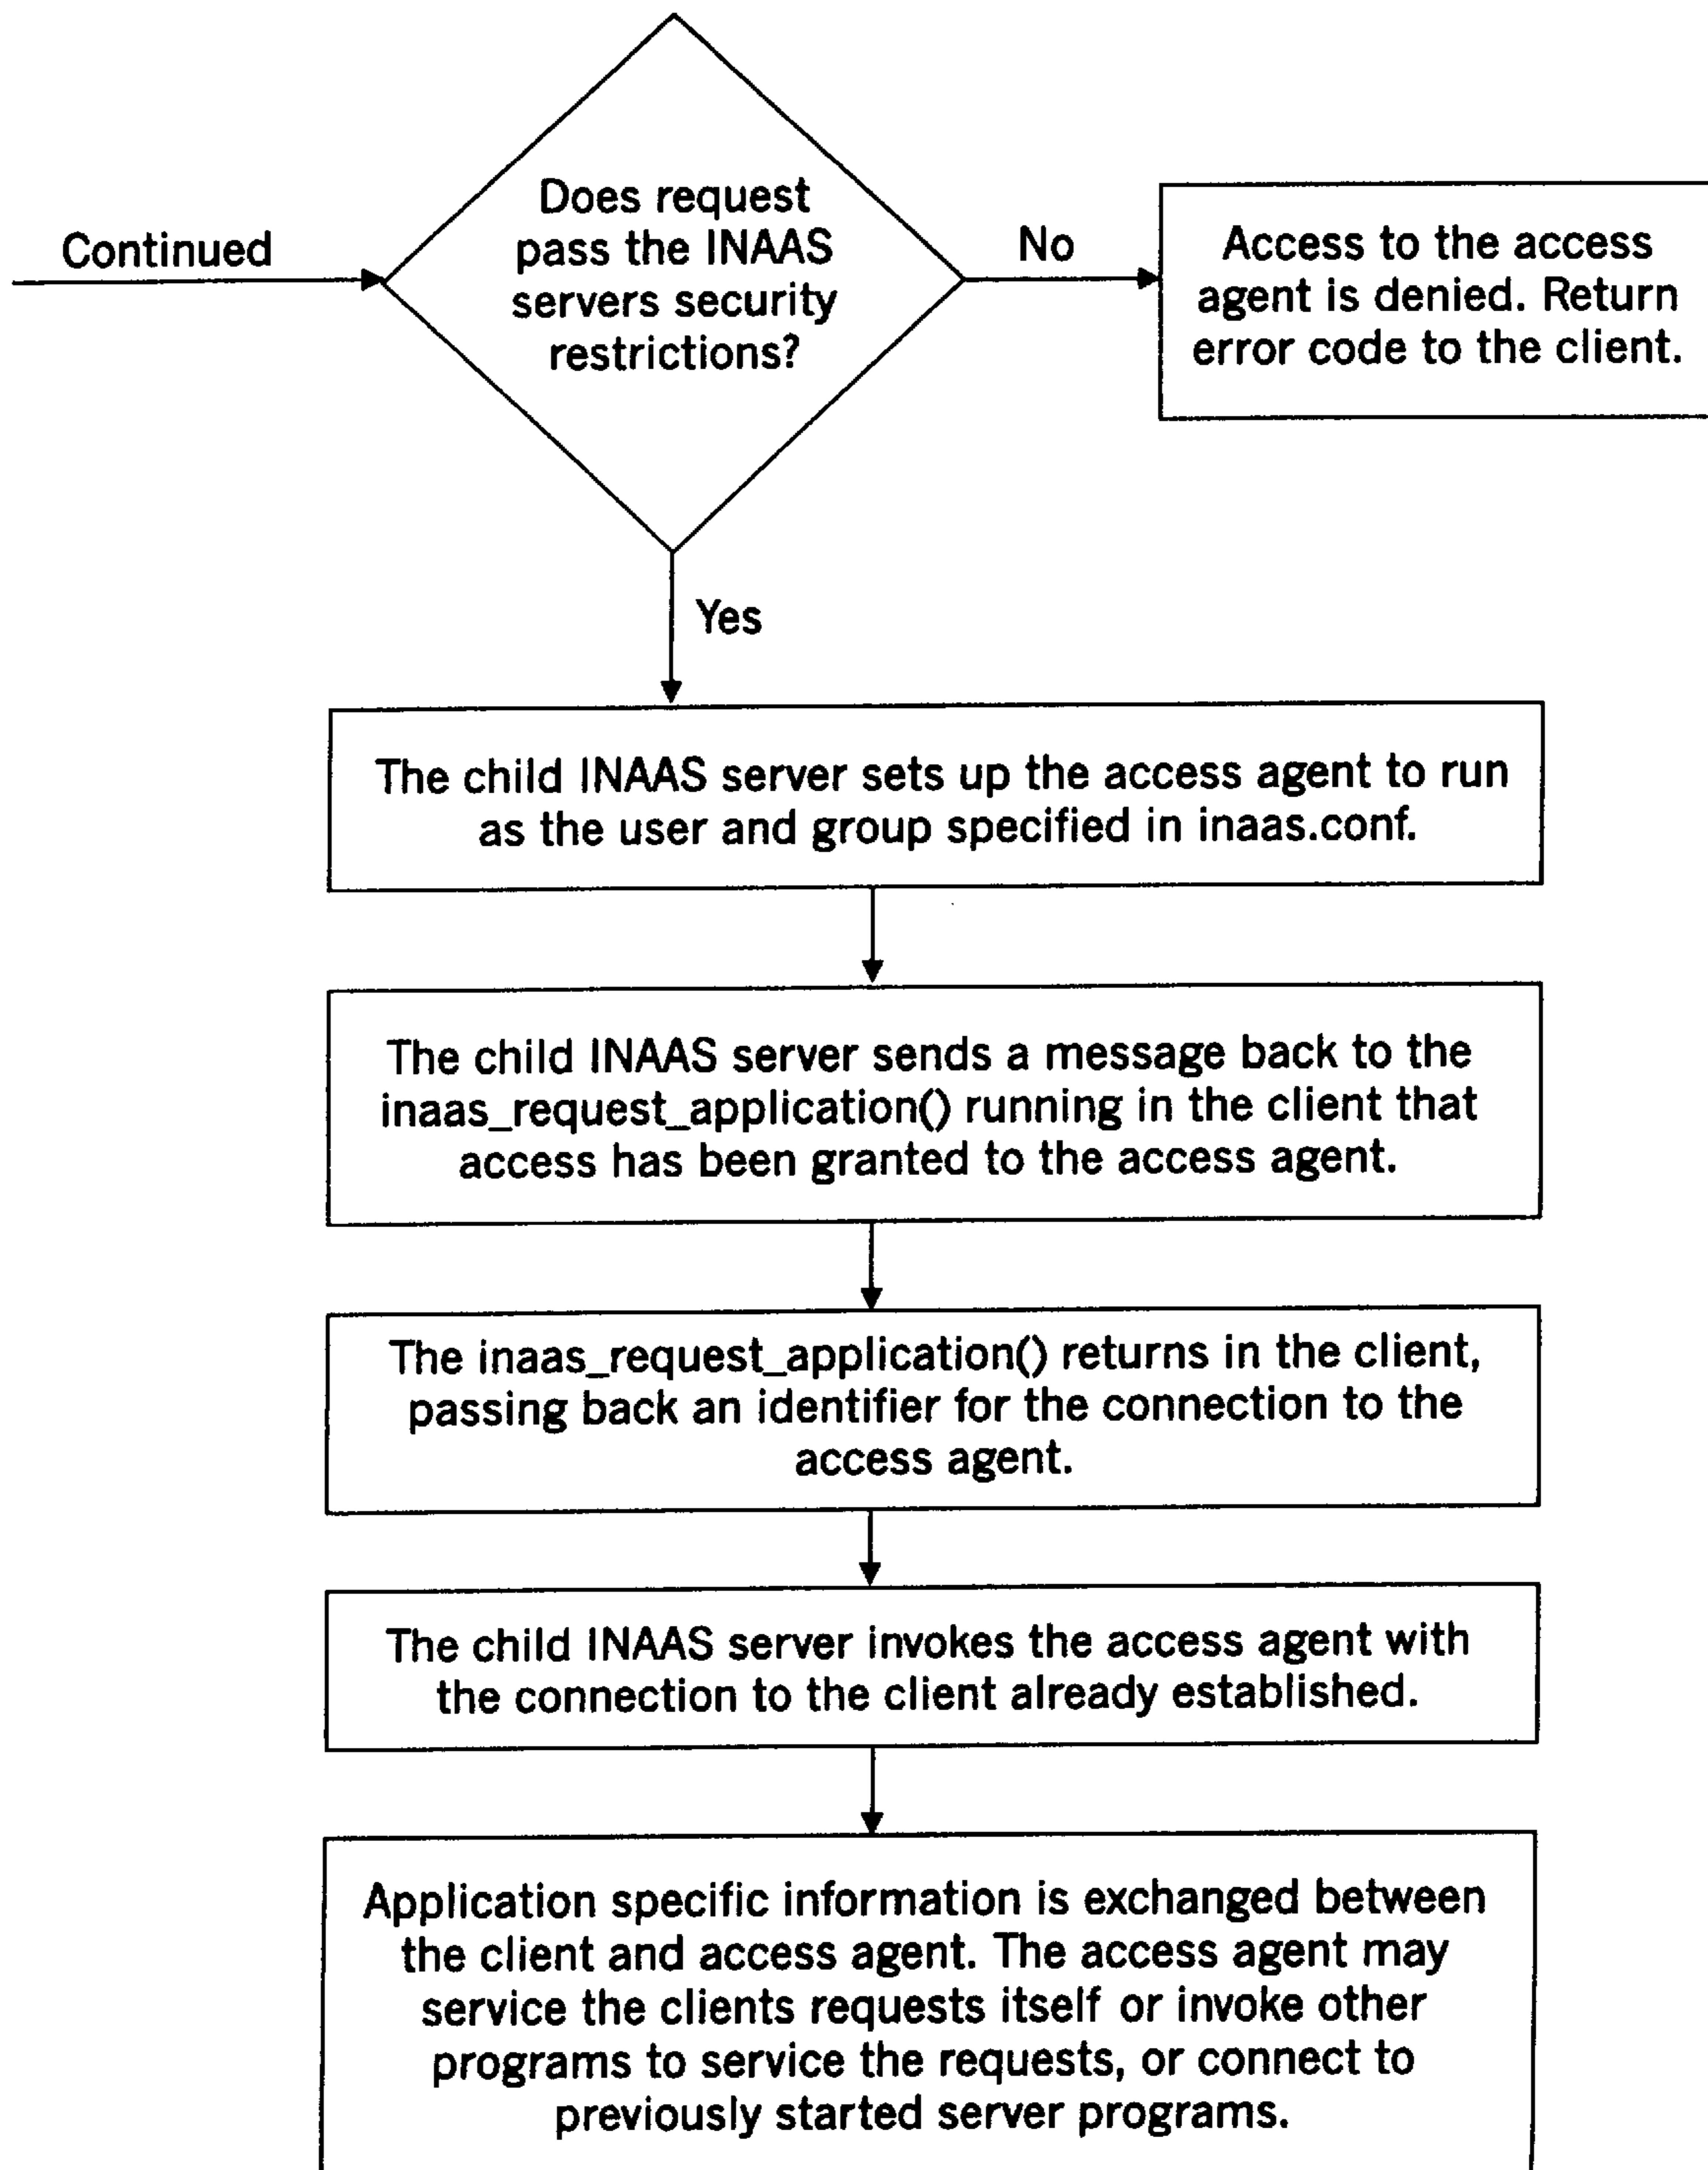 Continued
Does request
pass the INAAS
servers security
restrictions?
No
Access to the access
agent is denied. Return
error code to the client.
Yes
The child INAAS server sets up the access agent to run
as the user and group specified in inaas.conf.
The child INAAS server sends a message back to the
inaas_request_application() running in the client that
access has been granted to the access agent.
The inaas_request_application() returns in the client,
passing back an identifier for the connection to the
access agent.
The child INAAS server invokes the access agent with
the connection to the client already established.
Application specific information is exchanged between
the client and access agent. The access agent may
service the clients requests itself or invoke other
programs to service the requests, or connect to
previously started server programs.